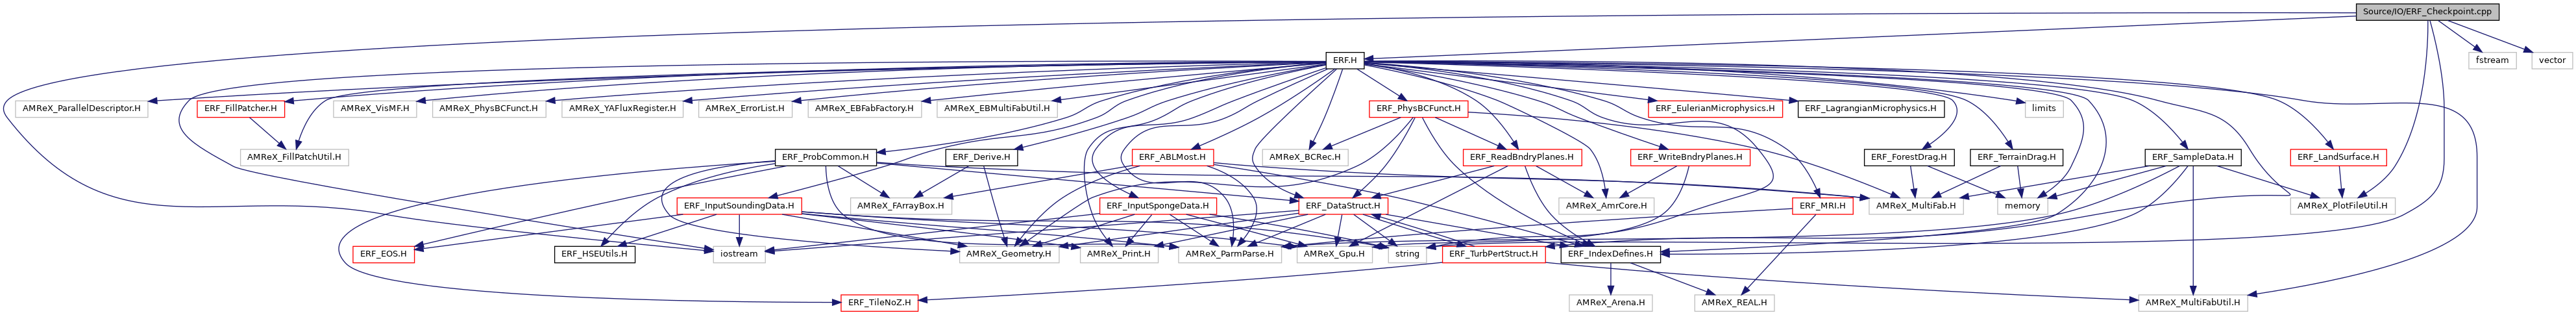 Source/IO/ERF_Checkpoint.cpp
ERF.H
fstream
vector
AMReX_ParallelDescriptor.H
ERF_FillPatcher.H
AMReX_VisMF.H
AMReX_PhysBCFunct.H
AMReX_YAFluxRegister.H
AMReX_ErrorList.H
AMReX_EBFabFactory.H
AMReX_EBMultiFabUtil.H
ERF_PhysBCFunct.H
ERF_EulerianMicrophysics.H
ERF_LagrangianMicrophysics.H
limits
AMReX_FillPatchUtil.H
ERF_ProbCommon.H
ERF_Derive.H
ERF_ABLMost.H
AMReX_BCRec.H
ERF_ReadBndryPlanes.H
ERF_WriteBndryPlanes.H
ERF_ForestDrag.H
ERF_TerrainDrag.H
ERF_SampleData.H
ERF_LandSurface.H
ERF_InputSoundingData.H
AMReX_FArrayBox.H
ERF_InputSpongeData.H
ERF_DataStruct.H
AMReX_AmrCore.H
ERF_MRI.H
AMReX_MultiFab.H
memory
AMReX_PlotFileUtil.H
ERF_EOS.H
ERF_HSEUtils.H
iostream
AMReX_Geometry.H
AMReX_Print.H
AMReX_ParmParse.H
AMReX_Gpu.H
string
ERF_TurbPertStruct.H
ERF_IndexDefines.H
ERF_TileNoZ.H
AMReX_Arena.H
AMReX_REAL.H
AMReX_MultiFabUtil.H